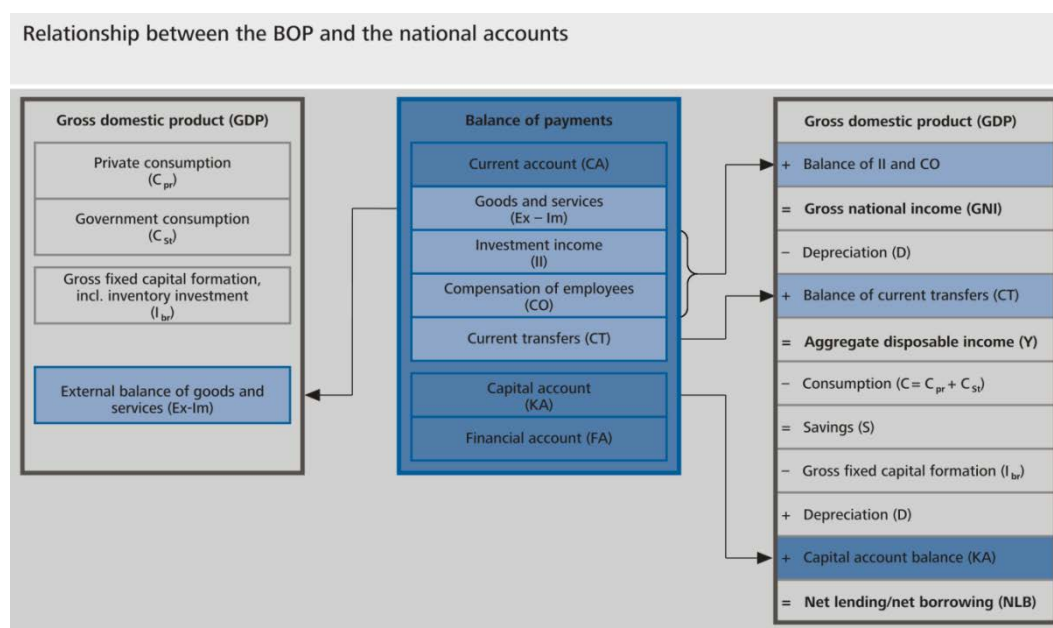 Relationship between the BOP and the national accounts
Gross domestic product (GDP)
Private consumption
(C pr)
Government consumption
(C St)
Gross fixed capital formation,
incl. inventory investment
(I br)
External balance of goods and
services (Ex-Im)
Balance of payments
Current account (CA)
Goods and services
(Ex – Im)
Investment income
(II)
Compensation of employees
(CO)
Current transfers (CT)
Capital account
(KA)
Financial account (FA)
Gross domestic product (GDP)
+ Balance of II and CO
= Gross national income (GNI)
– Depreciation (D)
+ Balance of current transfers (CT)
= Aggregate disposable income (Y)
– Consumption (C= C pr + C St)
= Savings (S)
– Gross fixed capital formation (I br)
+ Depreciation (D)
+ Capital account balance (KA)
= Net lending/net borrowing (NLB)